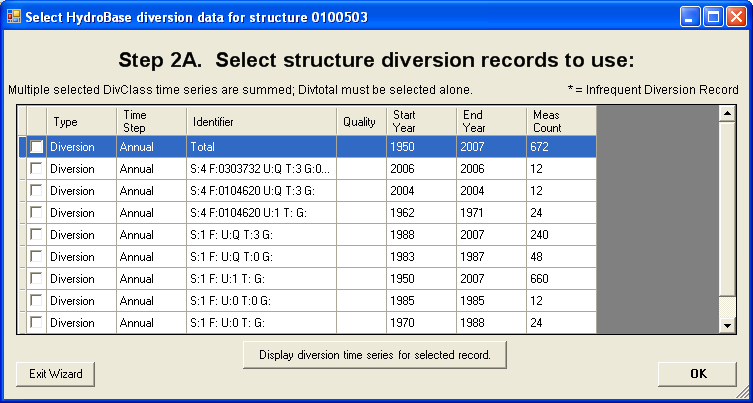 Select HydroBase diversion data for structure 0100503
Step 2A. Select structure diversion records to use:
Multiple selected DivClass time series are summed; Divtotal must be selected alone. * = Infrequent Diversion Record
Type Time Step Identifier Quality Start Year End Year Meas Count
Diversion Annual Total 1950 2007 672
Diversion Annual S:4 F:0303732 U:Q T:3 G:0... 2006 2006 12
Diversion Annual S:4 F:0104620 U:Q T:3 G: 2004 2004 12
Diversion Annual S:4 F:0104620 U:1 T: G: 1962 1971 24
Diversion Annual S:1 F: U:Q T:3 G: 1988 2007 240
Diversion Annual S:1 F: U:Q T:0 G: 1983 1987 48
Diversion Annual S:1 F: U:1 T: G: 1950 2007 660
Diversion Annual S:1 F: U:0 T:0 G: 1985 1985 12
Diversion Annual S:1 F: U:0 T: G: 1970 1988 24
Display diversion time series for selected record.
Exit Wizard OK